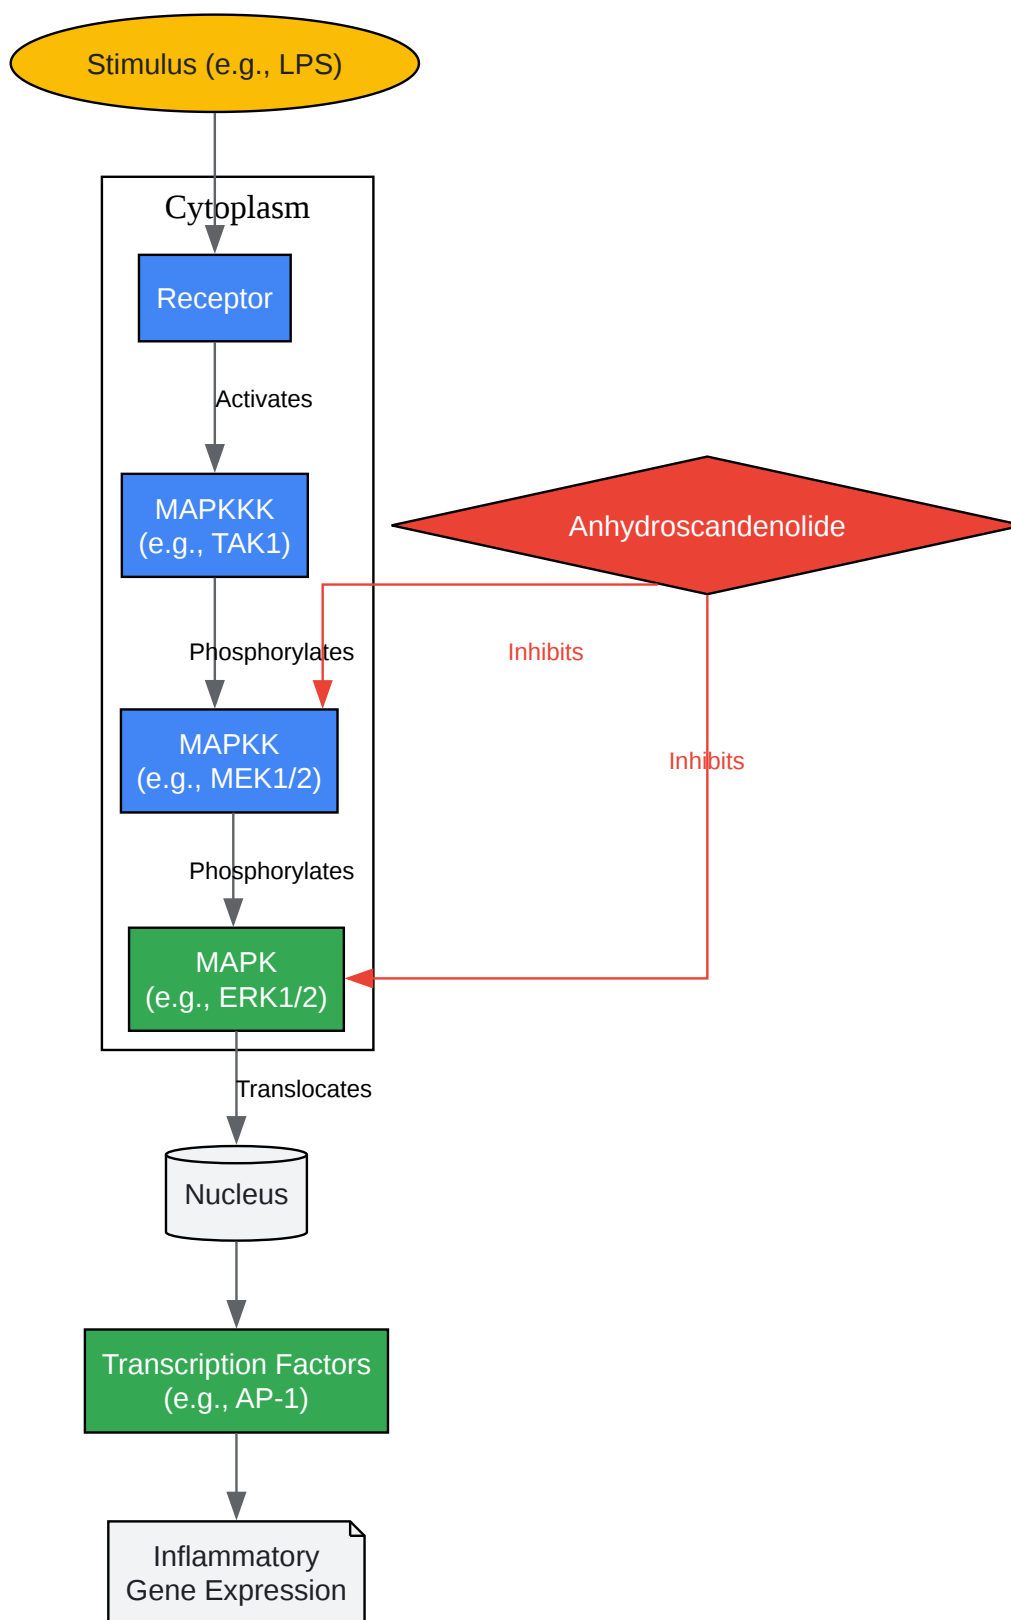 Stimulus (e.g., LPS)
Cytoplasm
Receptor
Activates
MAPKKK
(e.g., TAK1)
Anhydroscandenolide
Phosphorylates
Inhibits
MAPKK
(e.g., MEK1/2)
Inhibits
Phosphorylates
MAPK
(e.g., ERK1/2)
Translocates
Nucleus
Transcription Factors
(e.g., AP-1)
Inflammatory
Gene Expression